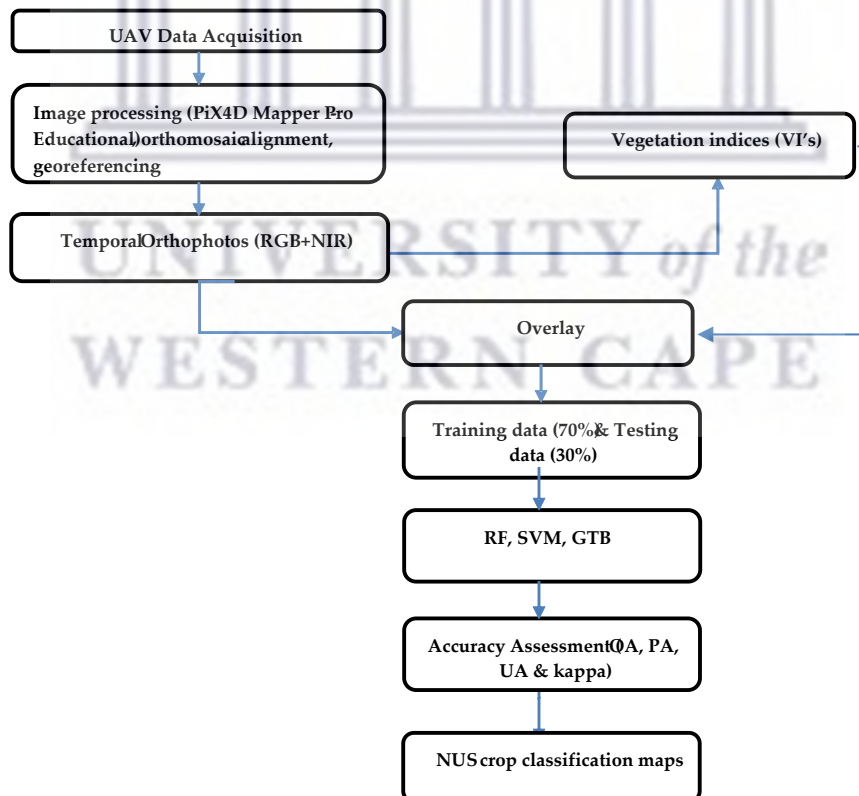 UAV Data Acquisition
Image processing (PiX4D Mapper Pro
Educational) orthomosaic alignment,
georeferencing
Vegetation indices (VI's)
Temporal Orthophotos (RGB+NIR)
UNIVERSITY of the
Overlay
WESTERN CAPE
Training data (70%) & Testing
data (30%)
RF, SVM, GTB
Accuracy Assessment (OA, PA,
UA & kappa)
NUS crop classification maps